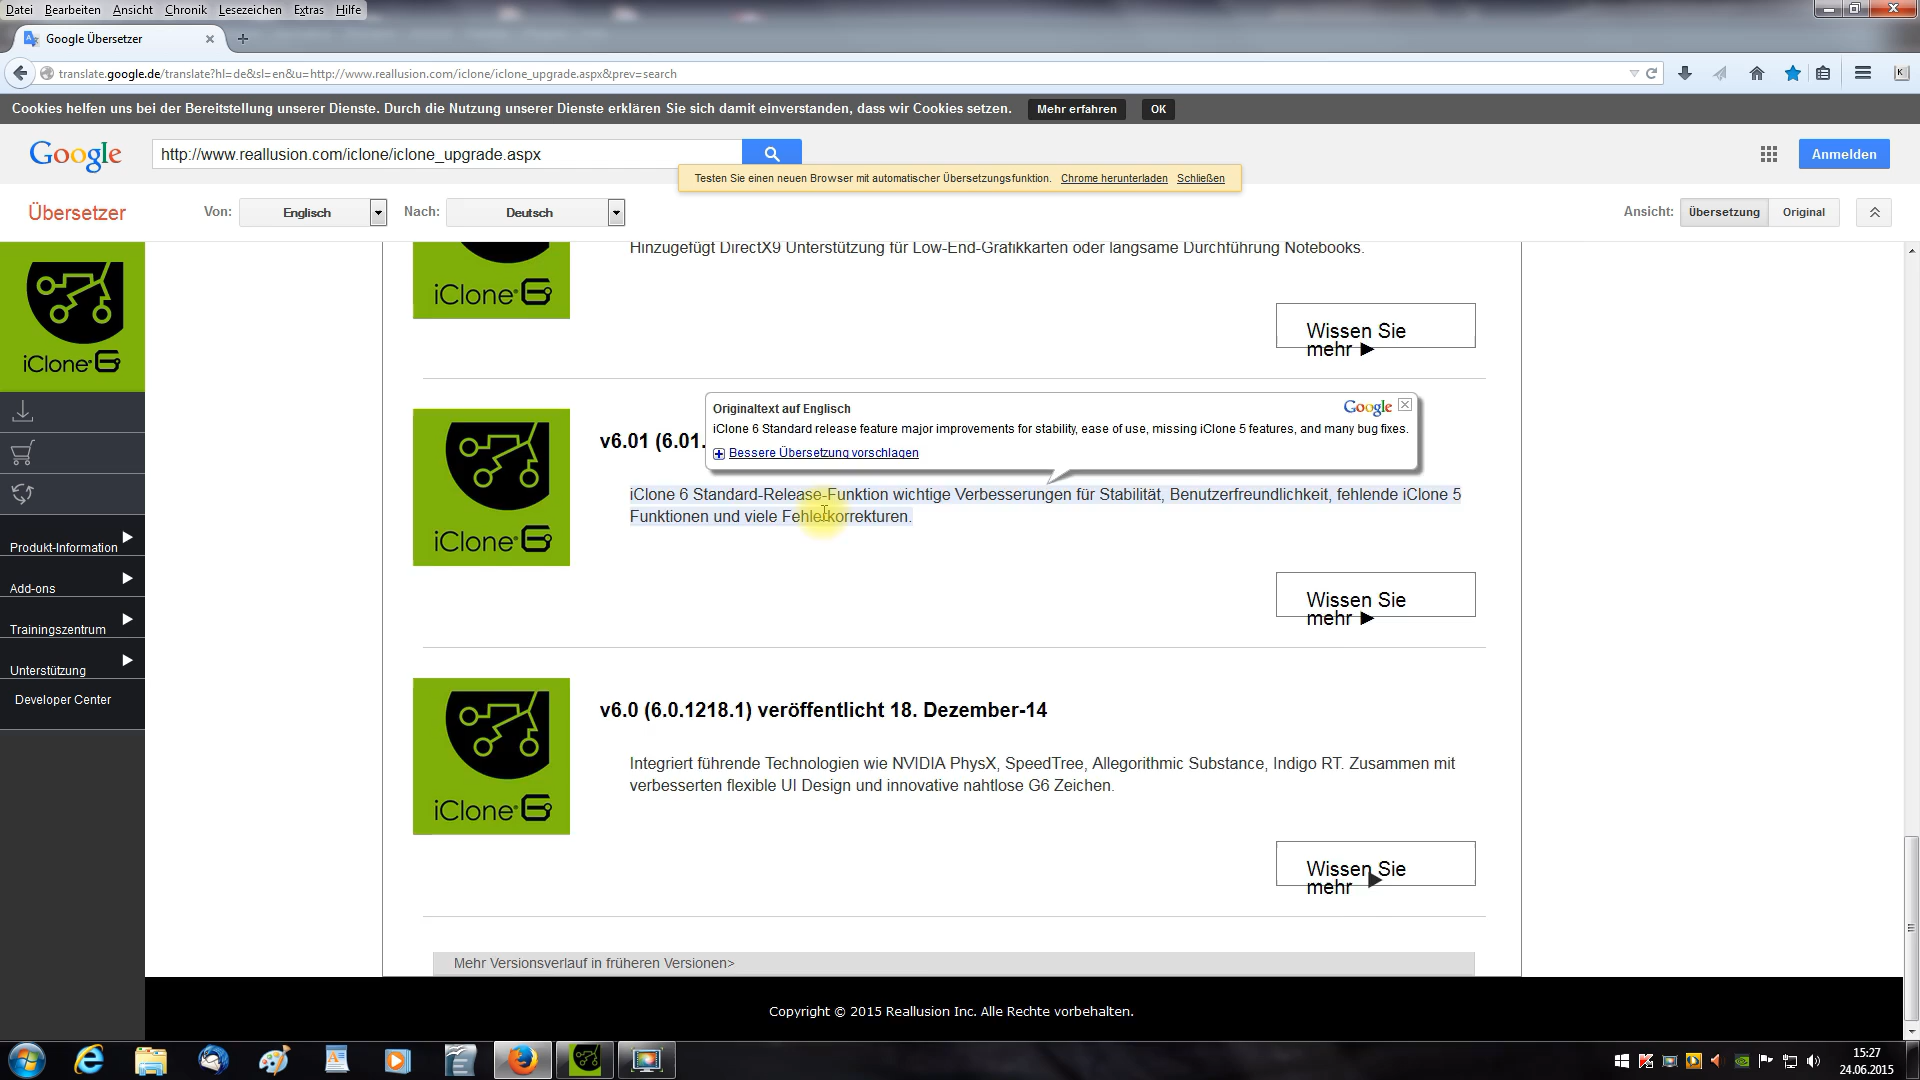 Datei Bearbeiten Ansicht Chronik Lesezeichen Extras Hilfe
Google Übersetzer
translate.google.de/translate?hl=de&sl=en&u=http://www.reallusion.com/iclone/iclone_upgrade.aspx&prev=search
Cookies helfen uns bei der Bereitstellung unserer Dienste. Durch die Nutzung unserer Dienste erklären Sie sich damit einverstanden, dass wir Cookies setzen. Mehr erfahren OK
Google http://www.reallusion.com/iclone/iclone_upgrade.aspx Anmelden
Testen Sie einen neuen Browser mit automatischer Übersetzungsfunktion. Chrome herunterladen Schließen
Übersetzer Von: Englisch Nach: Deutsch Ansicht: Übersetzung Original
Hinzugefügt DirectX9 Unterstützung für Low-End-Grafikkarten oder langsame Durchführung Notebooks.
iClone 6
Wissen Sie
mehr ►
iClone 6
Originaltext auf Englisch Google
iClone 6 Standard release feature major improvements for stability, ease of use, missing iClone 5 features, and many bug fixes.
v6.01 (6.01.
Bessere Übersetzung vorschlagen
iClone 6 Standard-Release-Funktion wichtige Verbesserungen für Stabilität, Benutzerfreundlichkeit, fehlende iClone 5
Funktionen und viele Fehlerkorrekturen.
iClone 6
Wissen Sie
mehr ►
Produkt-Information
Add-ons
Trainingszentrum
Unterstützung
Developer Center
v6.0 (6.0.1218.1) veröffentlicht 18. Dezember-14
Integriert führende Technologien wie NVIDIA PhysX, SpeedTree, Allegorithmic Substance, Indigo RT. Zusammen mit
verbesserten flexible UI Design und innovative nahtlose G6 Zeichen.
iClone 6
Wissen Sie
mehr ►
Mehr Versionsverlauf in früheren Versionen>
Copyright © 2015 Reallusion Inc. Alle Rechte vorbehalten.
15:27
24.06.2015